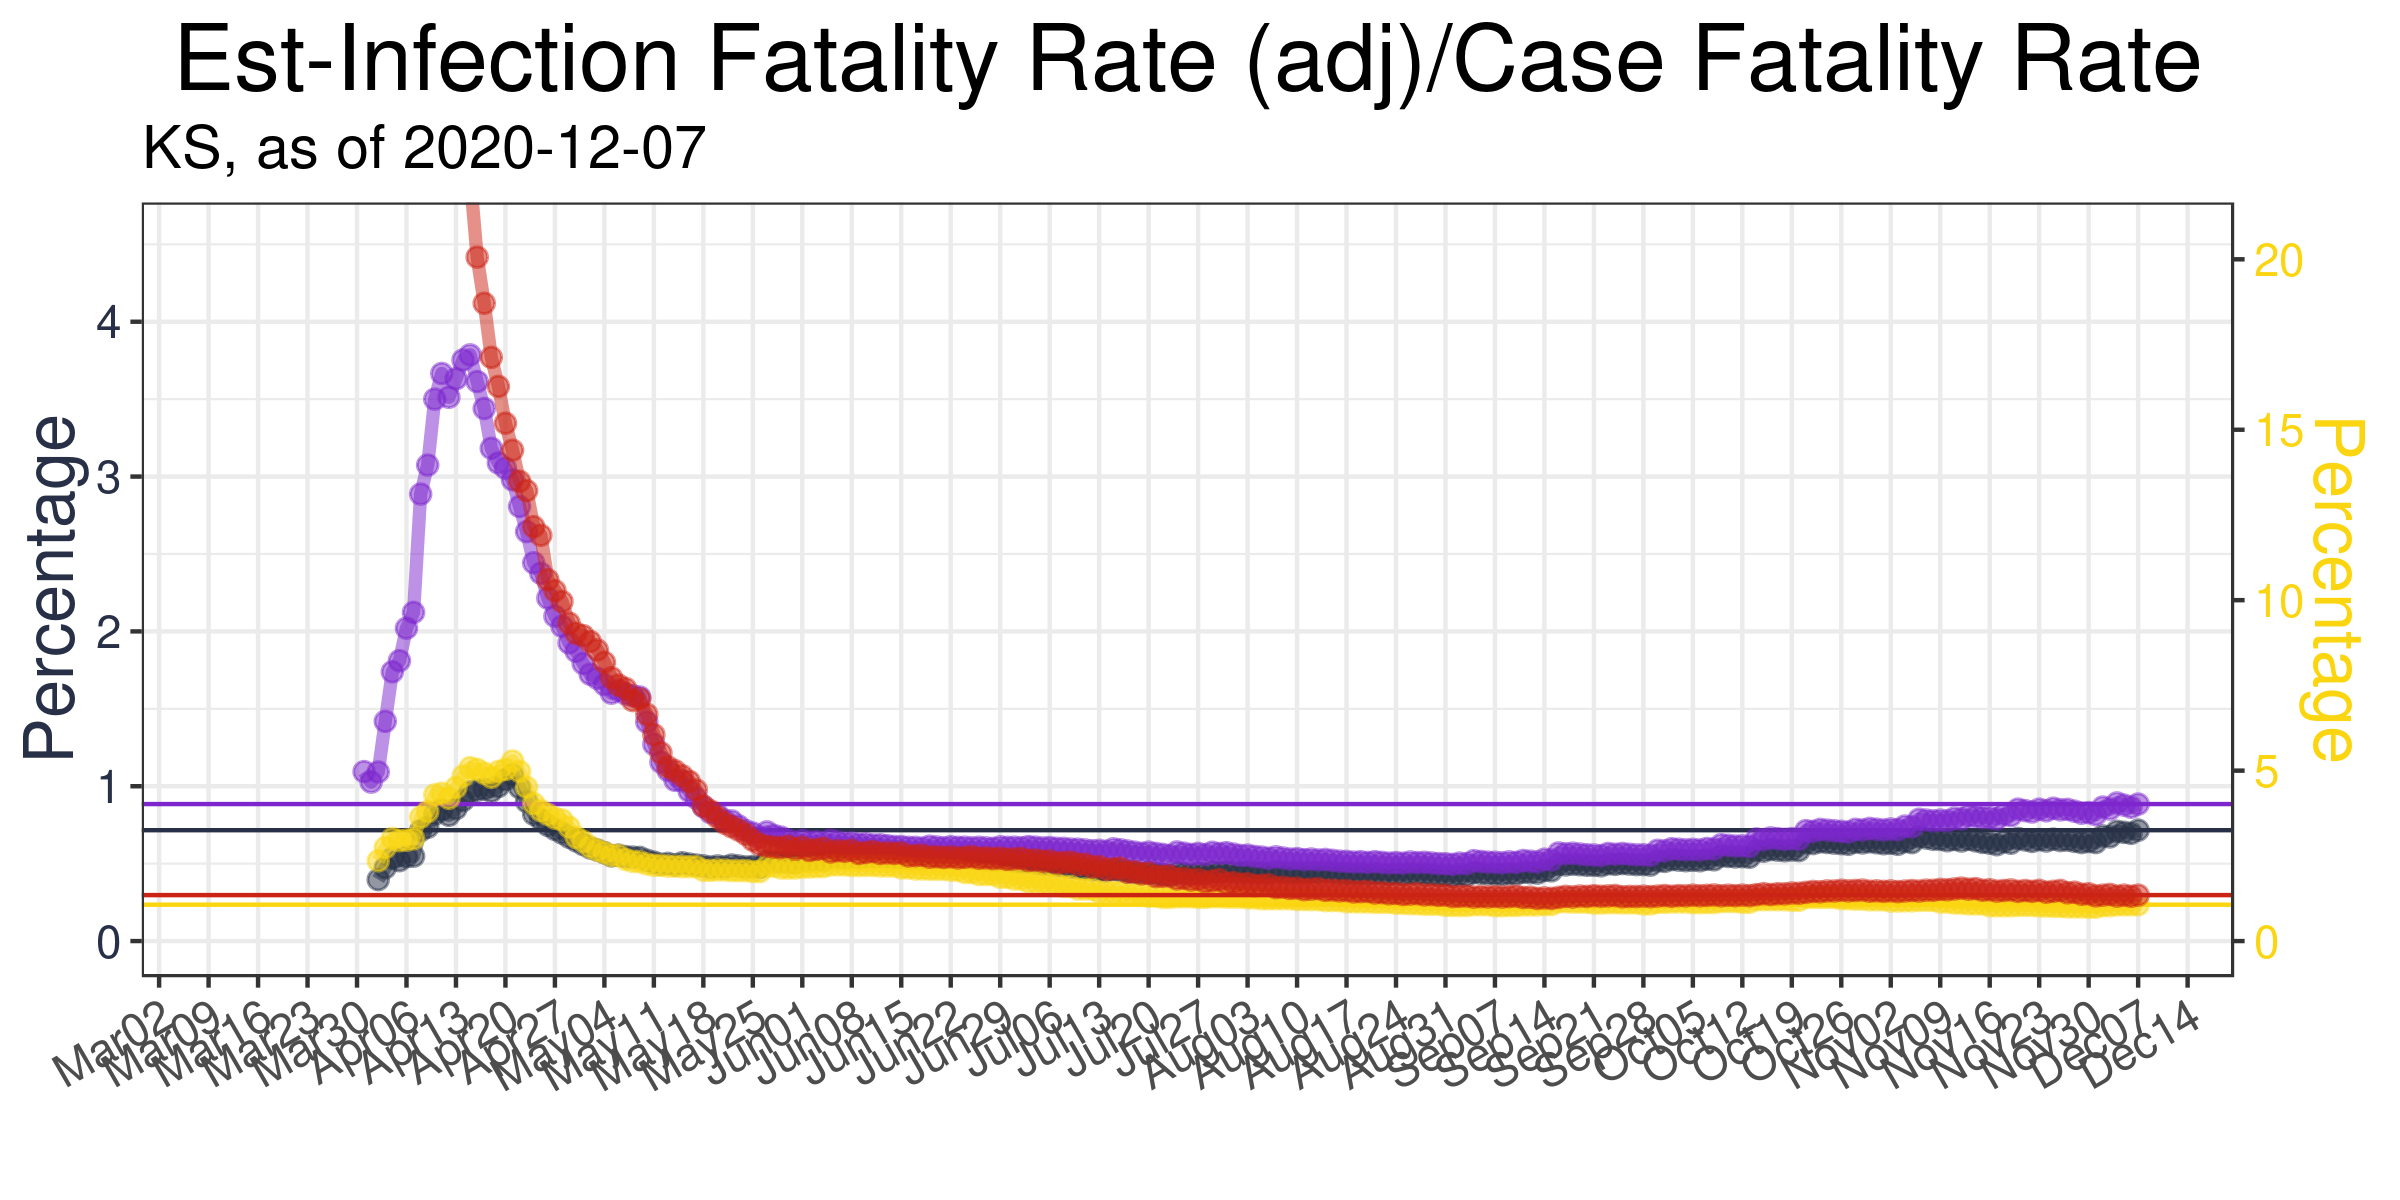 Est-Infection Fatality Rate (adj)/Case Fatality Rate
KS, as of 2020-12-07
Percentage
4
3
2
1
0
20
15
10
5
0
Percentage
Mar02
Mar09
Mar16
Mar23
Mar30
Apr06
Apr13
Apr20
Apr27
May04
May11
May18
May25
Jun01
Jun08
Jun15
Jun22
Jun29
Jul06
Jul13
Jul20
Jul27
Aug03
Aug10
Aug17
Aug24
Aug31
Sep07
Sep14
Sep21
Sep28
Oct05
Oct12
Oct19
Oct26
Nov02
Nov09
Nov16
Nov23
Nov30
Dec07
Dec14